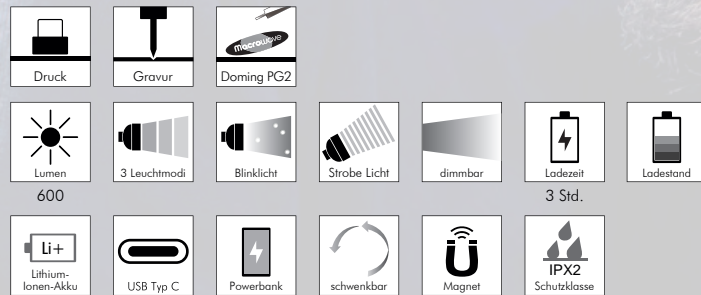 Macrowave
Druck
Gravur
Doming PG2
Lumen
3 Leuchtmodi
Blinklicht
Strobe Licht
dimmbar
Ladezeit
Ladestand
600
3 Std.
Li+
Lithium-
Ionen-Akku
USB Typ C
Powerbank
schwenkbar
Magnet
IPX2
Schutzklasse